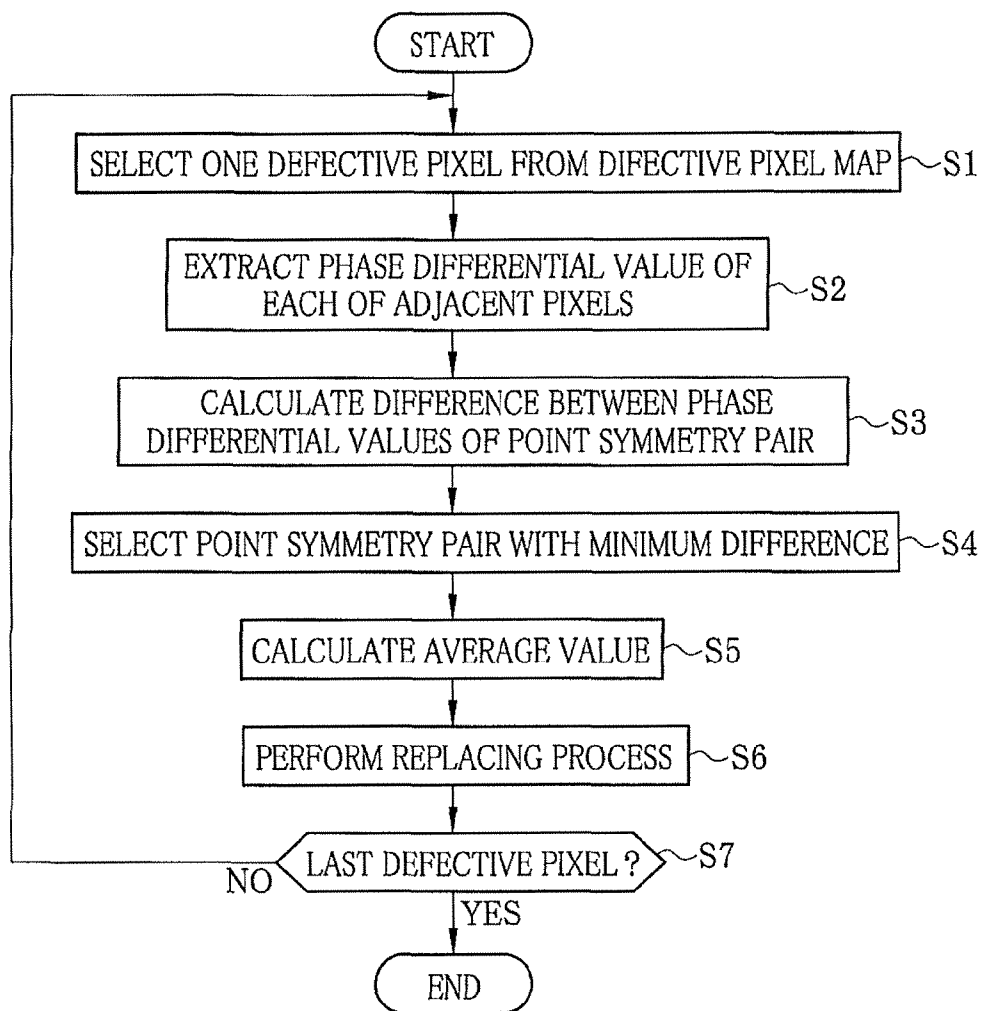 START
SELECT ONE DEFECTIVE PIXEL FROM DIFECTIVE PIXEL MAP
S1
EXTRACT PHASE DIFFERENTIAL VALUE OF
EACH OF ADJACENT PIXELS
S2
CALCULATE DIFFERENCE BETWEEN PHASE
DIFFERENTIAL VALUES OF POINT SYMMETRY PAIR
S3
SELECT POINT SYMMETRY PAIR WITH MINIMUM DIFFERENCE
S4
CALCULATE AVERAGE VALUE
S5
PERFORM REPLACING PROCESS
S6
LAST DEFECTIVE PIXEL?
S7
NO
YES
END